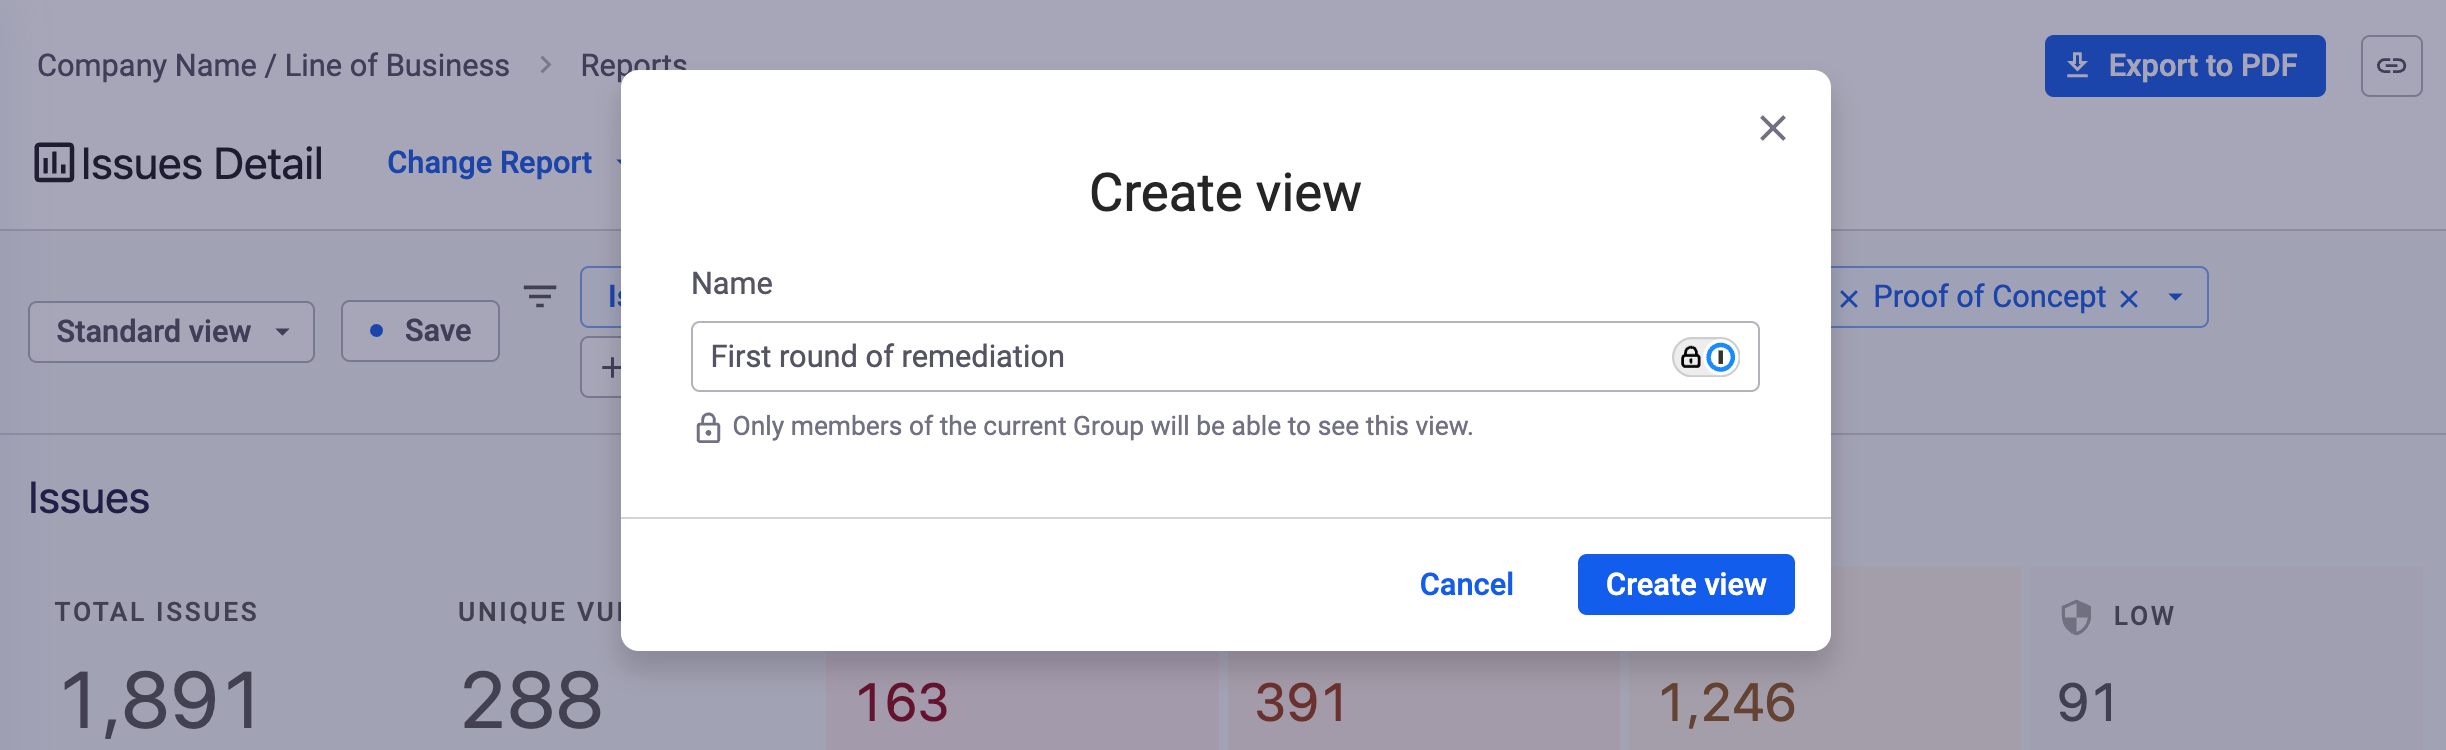 Company Name / Line of Business > Reports
Export to PDF
Issues Detail
Change Report
Create view
Name
First round of remediation
Only members of the current Group will be able to see this view.
Cancel
Create view
Standard view
Save
Proof of Concept
Issues
TOTAL ISSUES
1,891
UNIQUE
288
163
391
1,246
LOW
91